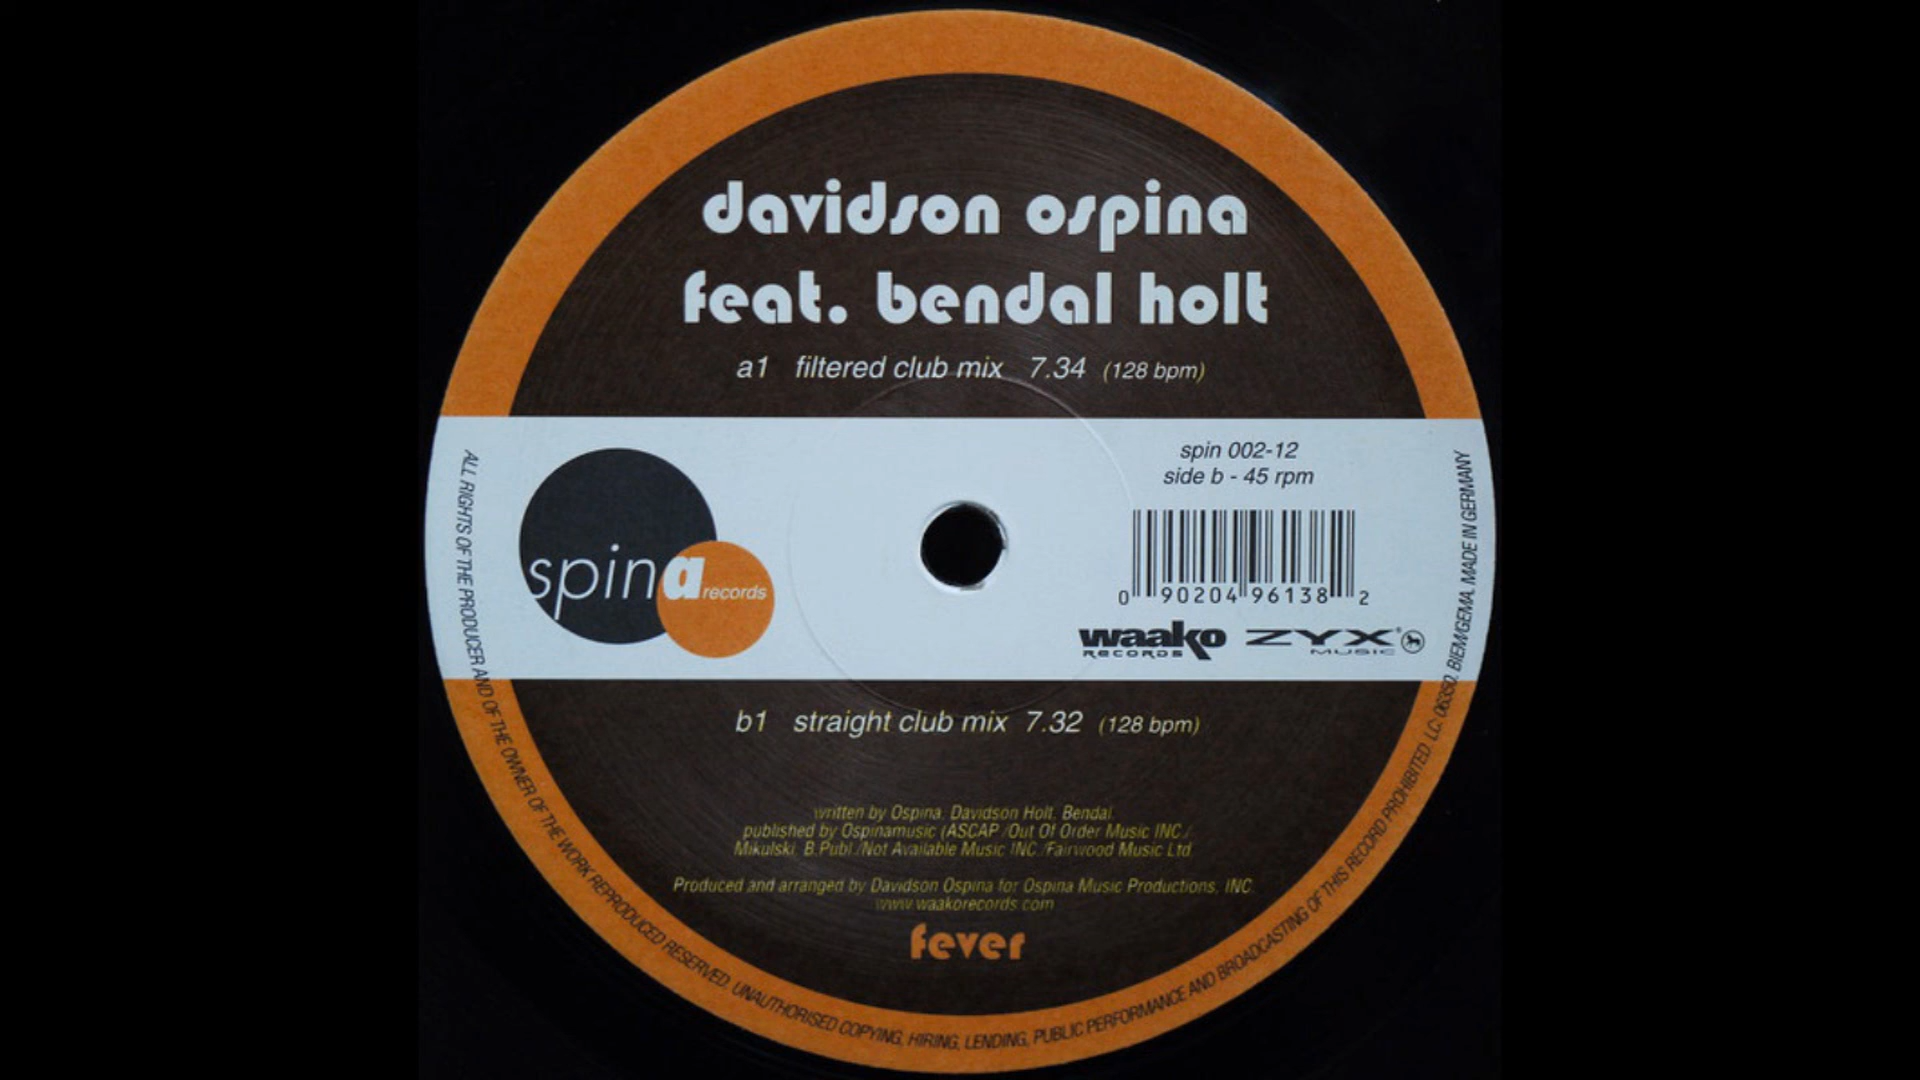 davidson ospina
feat. bendal holt
a1 filtered club mix 7.34 (128 bpm)
spin 002-12
side b - 45 rpm
spina records
0 90204 96138 2
waako
RECORDS
ZYX
MUSIC
b1 straight club mix 7.32 (128 bpm)
written by Ospina, Davidson Holt, Bendal
published by Ospinamusic (ASCAP /Out Of Order Music INC./
Mikulski, B.Publ./Not Available Music INC./Fairwood Music Ltd.
Produced and arranged by Davidson Ospina for Ospina Music Productions, INC.
www.waakorecords.com
fever
ALL RIGHTS OF THE PRODUCER AND OF THE OWNER OF THE WORK REPRODUCED RESERVED. UNAUTHORISED COPYING, HIRING, LENDING, PUBLIC PERFORMANCE AND BROADCASTING OF THIS RECORD PROHIBITED. LC: 06350. BIEM/GEMA. MADE IN GERMANY